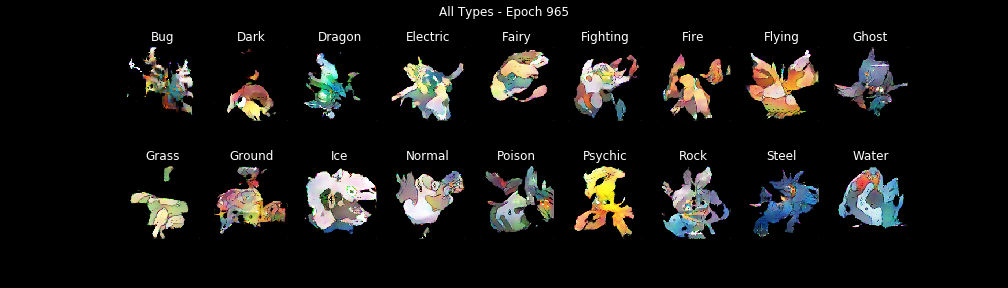 All Types - Epoch 965
Bug Dark Dragon Electric Fairy Fighting Fire Flying Ghost
Grass Ground Ice Normal Poison Psychic Rock Steel Water